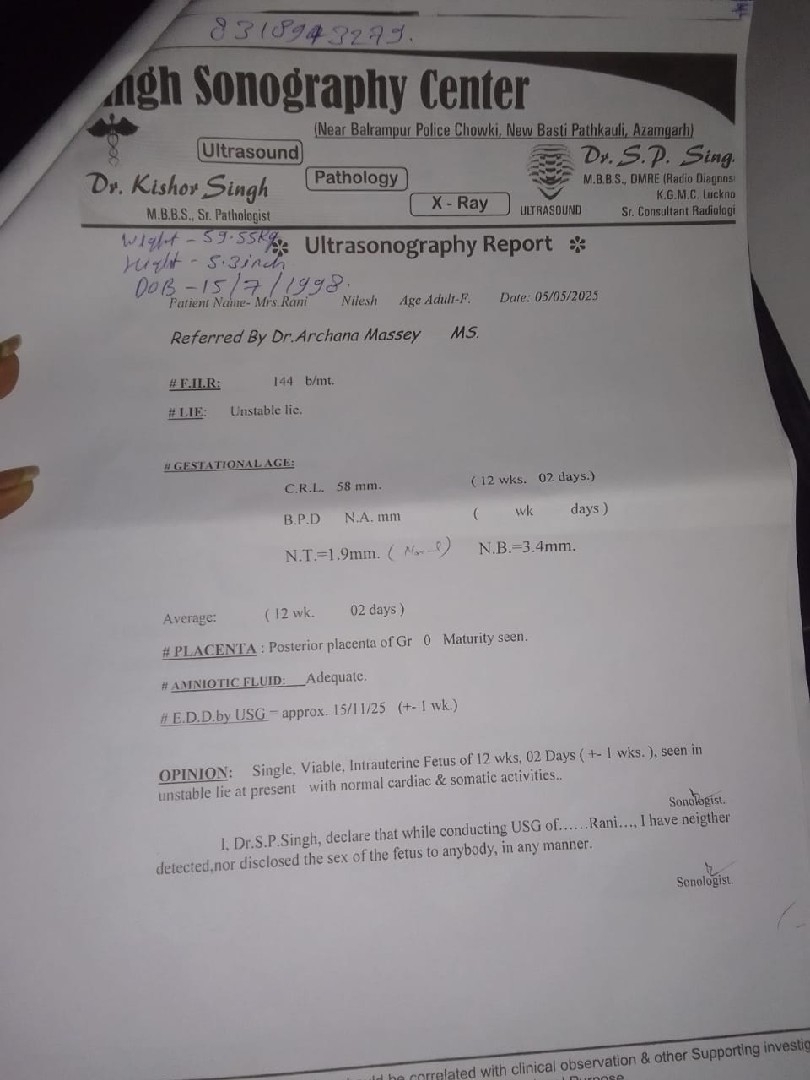 8318943279.
ngh Sonography Center
(Near Balrampur Police Chowki, New Basti Pathkauli, Azamgarh)
Ultrasound
Dr. Kishor Singh
M.B.B.S., Sr. Pathologist
Pathology
X - Ray
ULTRASOUND
Dr. S.P. Sing
M.B.B.S., DMRE (Radio Diagnos
K.G.M.C. Luckno
Sr. Consultant Radiologi
Wight - 59.55Kg
Hight - 5.3inch
DOB - 15/7/1998.
❇ Ultrasonography Report ❇
Patient Name- Mrs Rani Nilesh Age Adult-F. Date: 05/05/2025
Referred By Dr.Archana Massey MS.
# F.H.R: 144 b/mt.
# LIE: Unstable lie.
# GESTATIONAL AGE:
C.R.L. 58 mm. ( 12 wks. 02 days.)
B.P.D N.A. mm ( wk days )
N.T.=1.9mm. N.B.=3.4mm.
Average: ( 12 wk. 02 days )
# PLACENTA : Posterior placenta of Gr 0 Maturity seen.
# AMNIOTIC FLUID: Adequate.
# E.D.D.by USG – approx. 15/11/25 (+- 1 wk.)
OPINION: Single, Viable, Intrauterine Fetus of 12 wks, 02 Days ( +- 1 wks. ), seen in
unstable lie at present with normal cardiac & somatic activities..
Sonologist.
I, Dr.S.P.Singh, declare that while conducting USG of......Rani..., I have neigther
detected,nor disclosed the sex of the fetus to anybody, in any manner.
Sonologist.
be correlated with clinical observation & other Supporting investig
Purpose